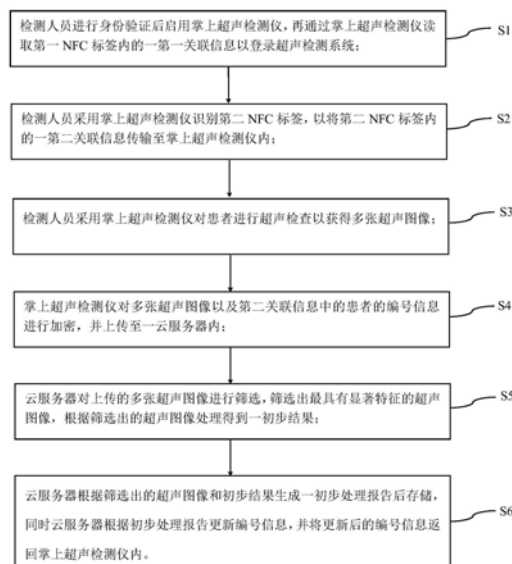 检测人员进行身份验证后启用掌上超声检测仪,再通过掌上超声检测仪读
取第一 NFC 标签内的一第一关联信息以登录超声检测系统;
S1
检测人员采用掌上超声检测仪识别第二 NFC 标签,以将第二 NFC 标签内
的一第二关联信息传输至掌上超声检测仪内;
S2
检测人员采用掌上超声检测仪对患者进行超声检查以获得多张超声图像;
S3
掌上超声检测仪对多张超声图像以及第二关联信息中的患者的编号信息
进行加密,并上传至一云服务器内;
S4
云服务器对上传的多张超声图像进行筛选,筛选出最具有显著特征的超声
图像,根据筛选出的超声图像处理得到一初步结果;
S5
云服务器根据筛选出的超声图像和初步结果生成一初步处理报告后存储,
同时云服务器根据初步处理报告更新编号信息,并将更新后的编号信息返
回掌上超声检测仪内。
S6